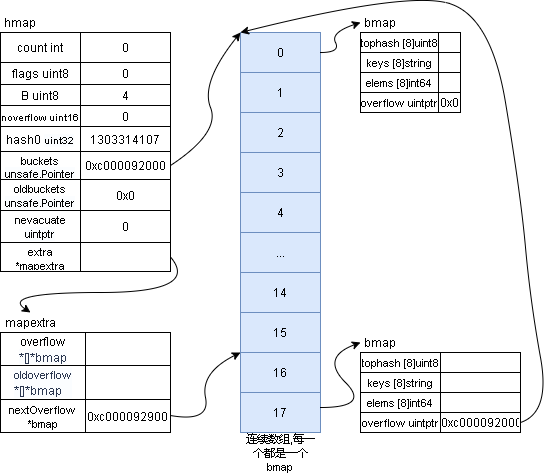 hmap
count int 0
flags uint8 0
B uint8 4
noverflow uint16 0
hash0 uint32 1303314107
buckets
unsafe.Pointer 0xc000092000
oldbuckets
unsafe.Pointer 0x0
nevacuate
uintptr 0
extra
*mapextra
mapextra
overflow
*[]*bmap
oldoverflow
*[]*bmap
nextOverflow
*bmap 0xc000092900
0
1
2
3
4
...
14
15
16
17
连续数组,每一
个都是一个
bmap
bmap
tophash [8]uint8
keys [8]string
elems [8]int64
overflow uintptr 0x0
bmap
tophash [8]uint8
keys [8]string
elems [8]int64
overflow uintptr 0xc000092000